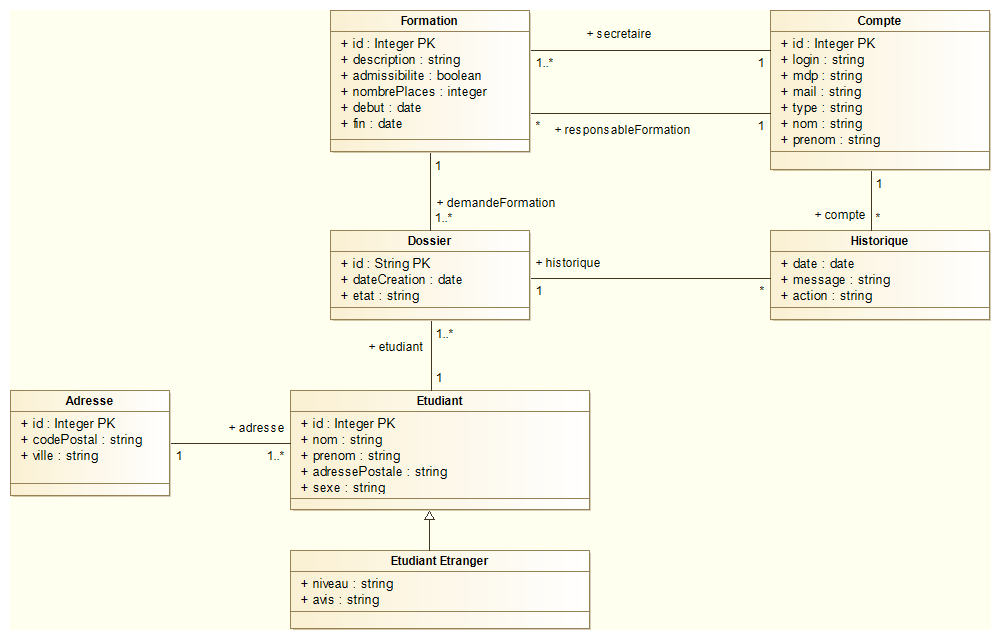 Formation
+ id : Integer PK
+ description : string
+ admissibilite : boolean
+ nombrePlaces : integer
+ debut : date
+ fin : date
+ secretaire
1..*
1
*
+ responsableFormation
1
Compte
+ id : Integer PK
+ login : string
+ mdp : string
+ mail : string
+ type : string
+ nom : string
+ prenom : string
1
+ demandeFormation
1..*
1
+ compte
*
Dossier
+ id : String PK
+ dateCreation : date
+ etat : string
+ historique
1
*
Historique
+ date : date
+ message : string
+ action : string
1..*
+ etudiant
1
Adresse
+ id : Integer PK
+ codePostal : string
+ ville : string
+ adresse
1
1..*
Etudiant
+ id : Integer PK
+ nom : string
+ prenom : string
+ adressePostale : string
+ sexe : string
Etudiant Etranger
+ niveau : string
+ avis : string